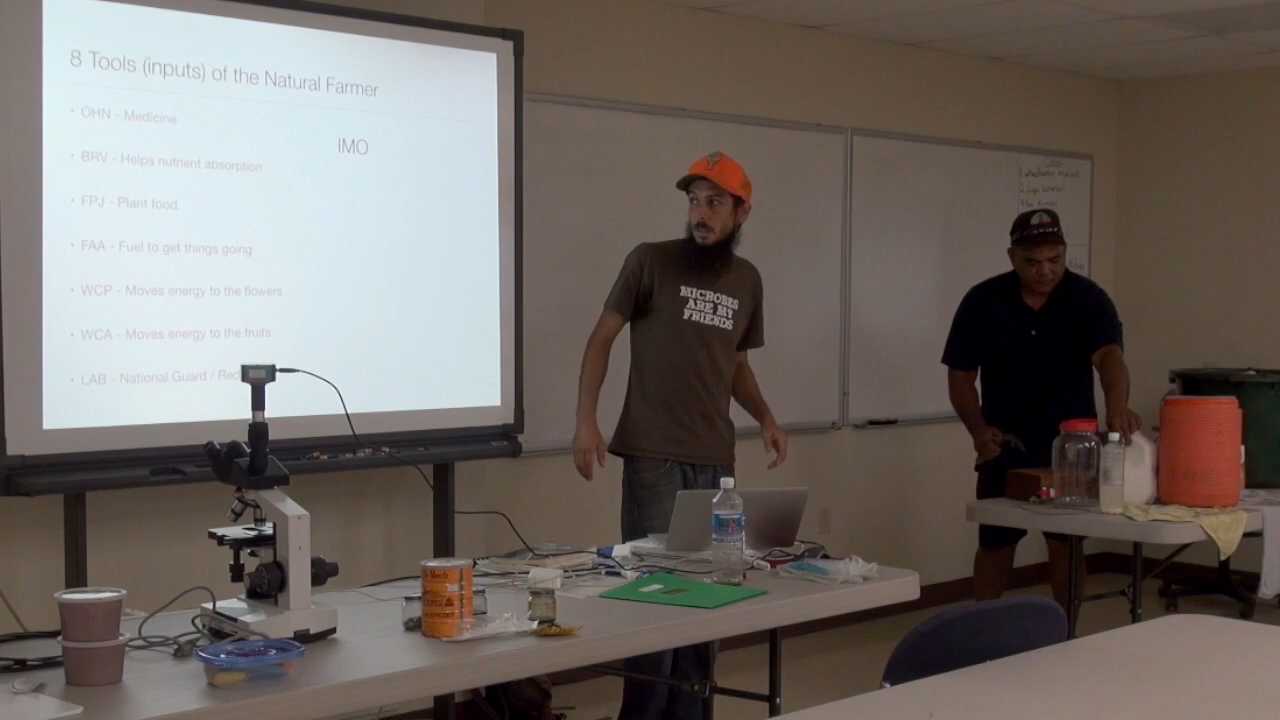 8 Tools (inputs) of the Natural Farmer
• OHN - Medicine
IMO
• BRV - Helps nutrient absorption
• FPJ - Plant food
• FAA - Fuel to get things going
• WCP - Moves energy to the flowers
• WCA - Moves energy to the fruits
• LAB - National Guard / Red
MICROBES
ARE MY
FRIENDS